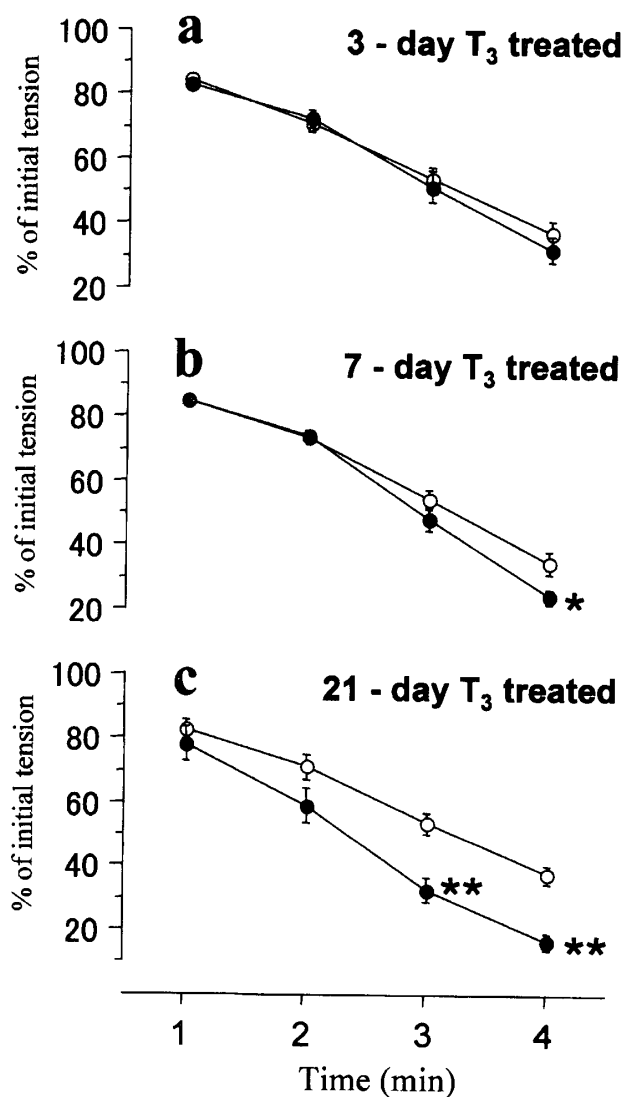 a 3 - day T₃ treated
100
80
60
40
20
% of initial tension
b 7 - day T₃ treated
100
80
60
40
20
% of initial tension
*
c 21 - day T₃ treated
100
80
60
40
20
% of initial tension
**
**
1 2 3 4
Time (min)